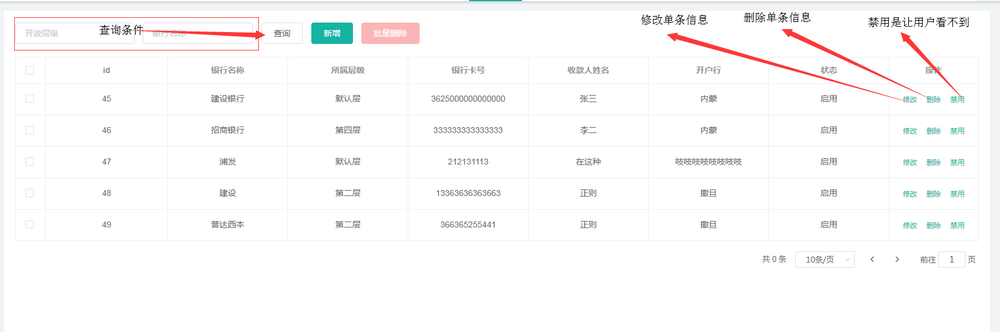 修改单条信息
删除单条信息
禁用是让用户看不到
开放层级 查询条件 银行名称 查询 新增 批量删除
id 银行名称 所属层级 银行卡号 收款人姓名 开户行 状态 操作
45 建设银行 默认层 3625000000000000 张三 内蒙 启用 修改 删除 禁用
46 招商银行 第四层 333333333333333 李二 内蒙 启用 修改 删除 禁用
47 浦发 默认层 212131113 在这种 吱吱吱吱吱吱吱吱 启用 修改 删除 禁用
48 建设 第二层 13363636363663 正则 撒旦 启用 修改 删除 禁用
49 普达西本 第二层 366365255441 正则 撒旦 启用 修改 删除 禁用
共 0 条 10条/页 前往 1 页